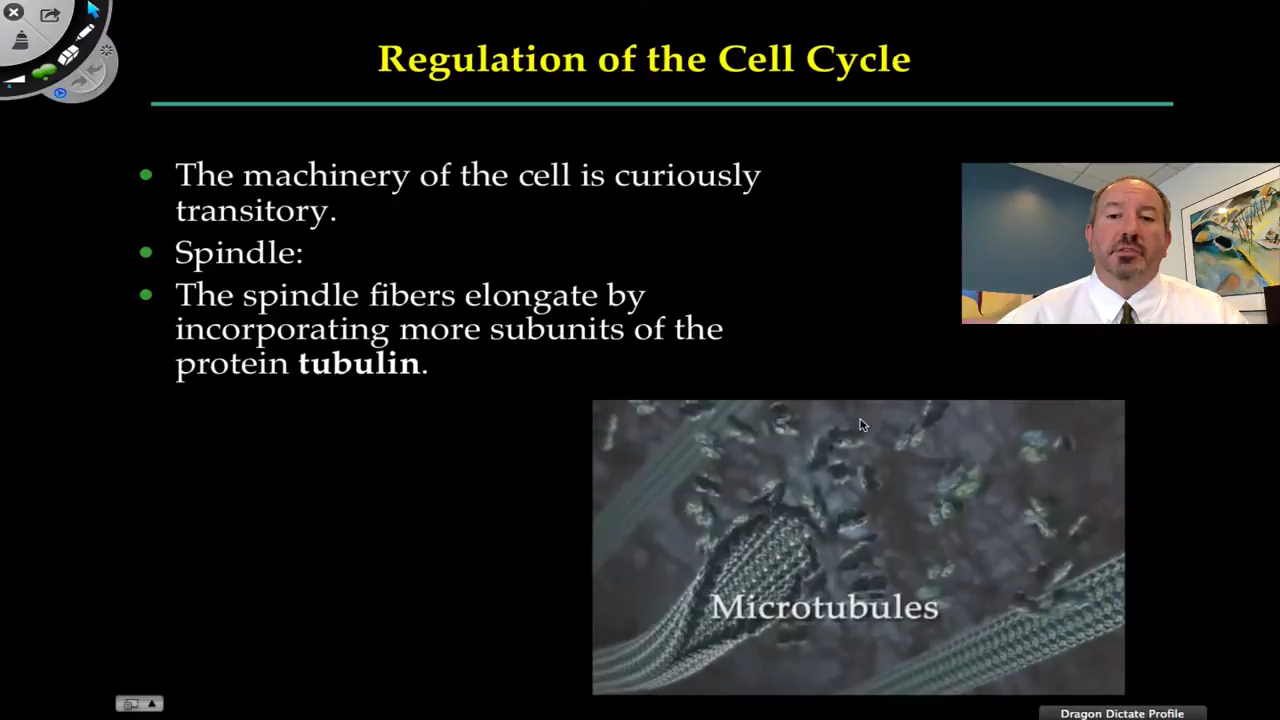 Regulation of the Cell Cycle
The machinery of the cell is curiously
transitory.
Spindle:
The spindle fibers elongate by
incorporating more subunits of the
protein tubulin.
Microtubules
Dragon Dictate Profile